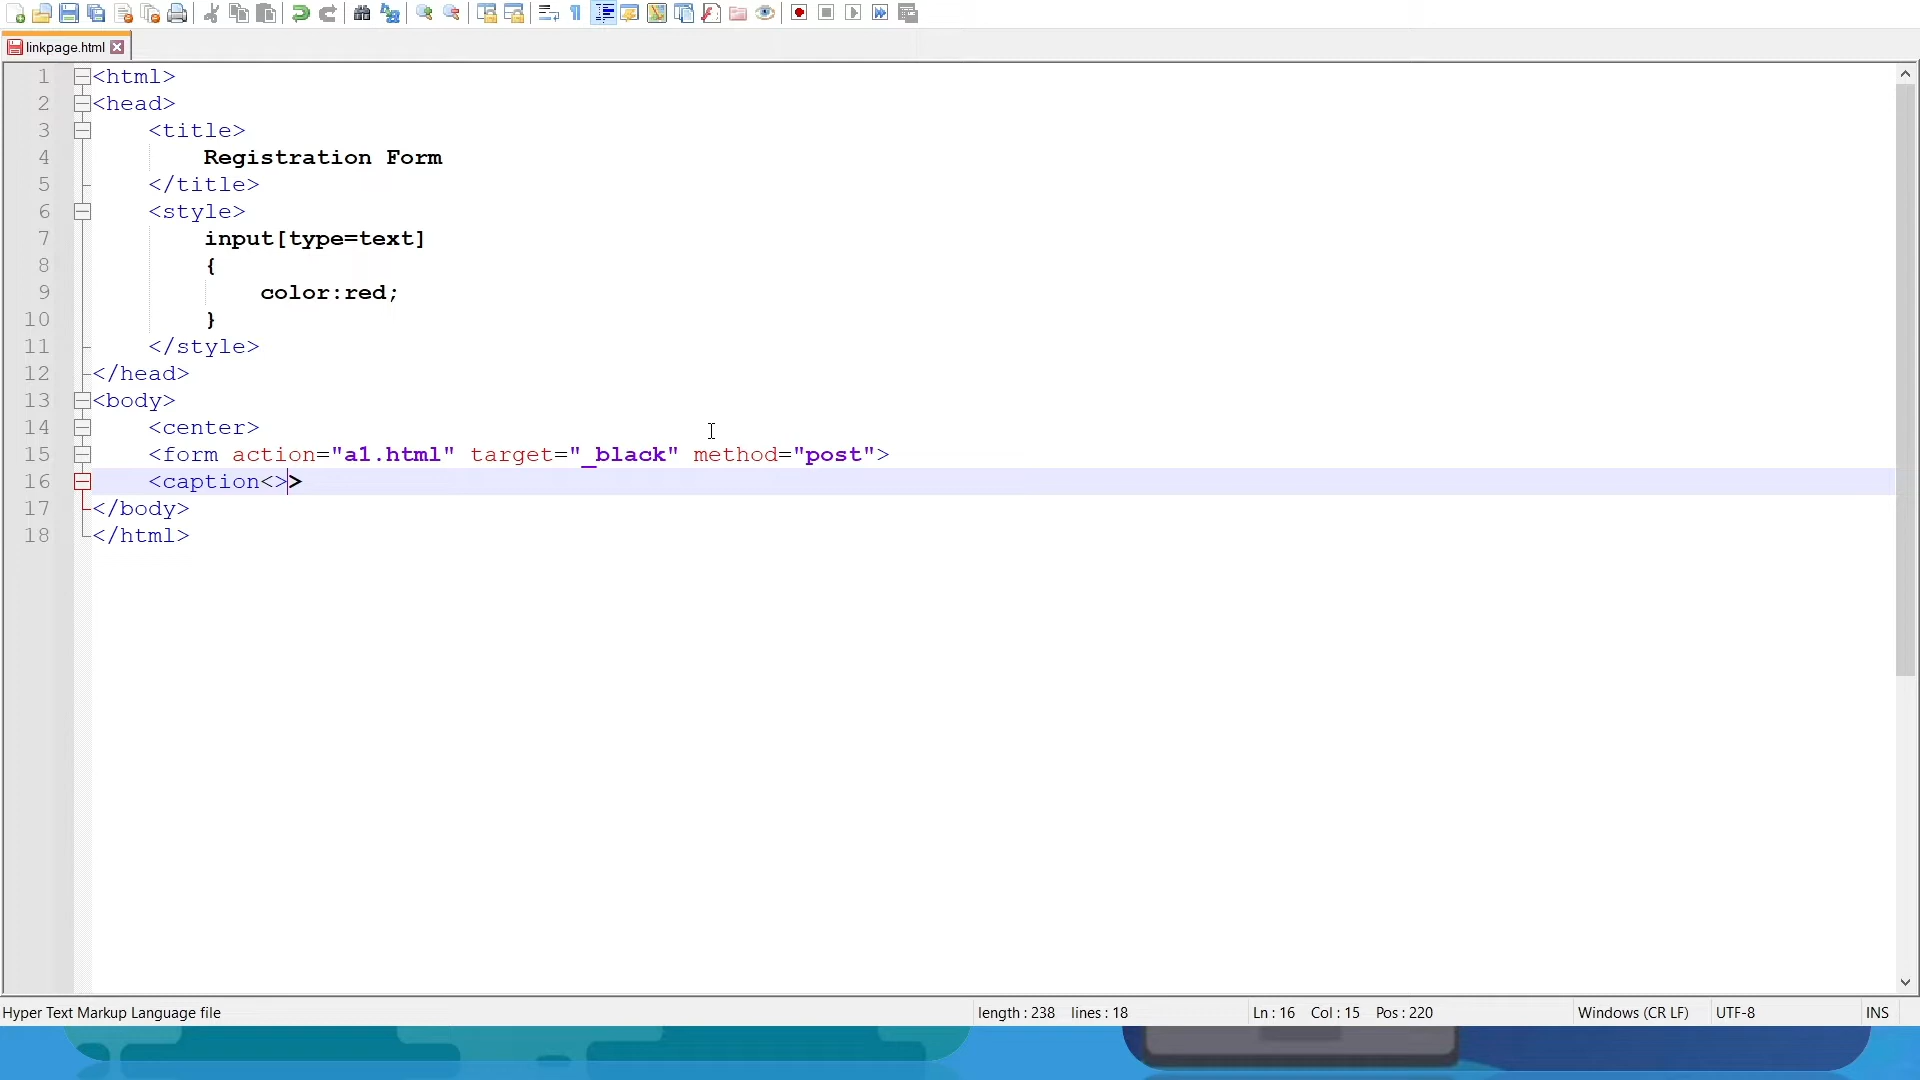 linkpage.html
1 <html>
2 <head>
3 <title>
4 Registration Form
5 </title>
6 <style>
7 input[type=text]
8 {
9 color:red;
10 }
11 </style>
12 </head>
13 <body>
14 <center>
15 <form action="a1.html" target="_black" method="post">
16 <caption<>>
17 </body>
18 </html>
Hyper Text Markup Language file length : 238 lines : 18 Ln : 16 Col : 15 Pos : 220 Windows (CR LF) UTF-8 INS